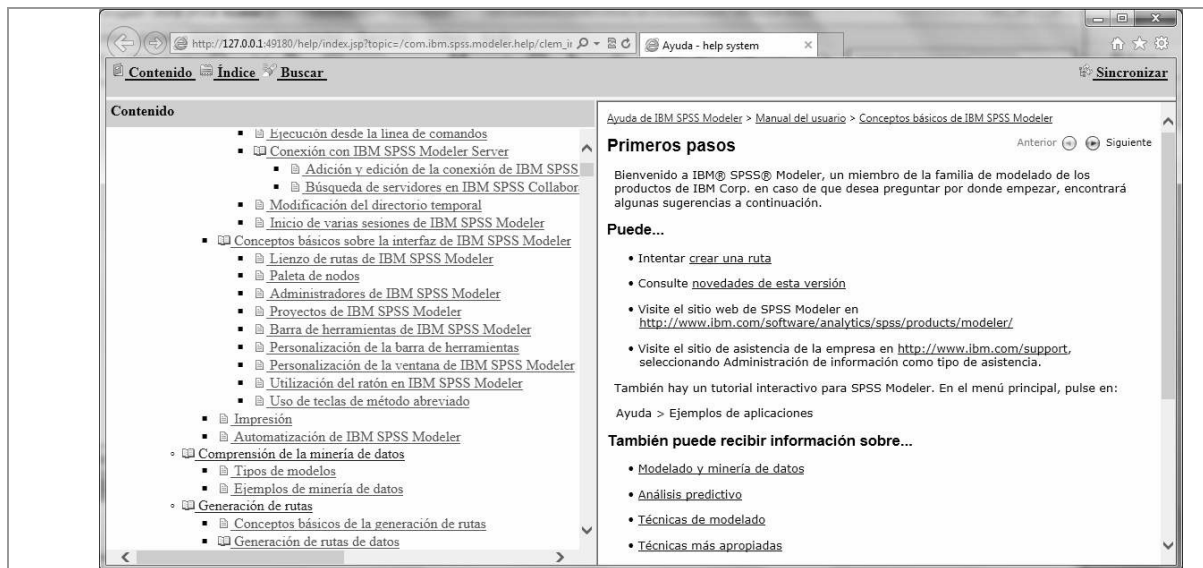 http://127.0.0.1:49180/help/index.jsp?topic=/com.ibm.spss.modeler.help/clem_ir
Ayuda - help system
Contenido Índice Buscar
Sincronizar
Contenido
Ejecución desde la línea de comandos
Conexión con IBM SPSS Modeler Server
Adición y edición de la conexión de IBM SPSS
Búsqueda de servidores en IBM SPSS Collabor
Modificación del directorio temporal
Inicio de varias sesiones de IBM SPSS Modeler
Conceptos básicos sobre la interfaz de IBM SPSS Modeler
Lienzo de rutas de IBM SPSS Modeler
Paleta de nodos
Administradores de IBM SPSS Modeler
Proyectos de IBM SPSS Modeler
Barra de herramientas de IBM SPSS Modeler
Personalización de la barra de herramientas
Personalización de la ventana de IBM SPSS Modeler
Utilización del ratón en IBM SPSS Modeler
Uso de teclas de método abreviado
Impresión
Automatización de IBM SPSS Modeler
Comprensión de la minería de datos
Tipos de modelos
Ejemplos de minería de datos
Generación de rutas
Conceptos básicos de la generación de rutas
Generación de rutas de datos
Ayuda de IBM SPSS Modeler > Manual del usuario > Conceptos básicos de IBM SPSS Modeler
Primeros pasos
Anterior Siguiente
Bienvenido a IBM® SPSS® Modeler, un miembro de la familia de modelado de los
productos de IBM Corp. en caso de que desea preguntar por donde empezar, encontrará
algunas sugerencias a continuación.
Puede...
• Intentar crear una ruta
• Consulte novedades de esta versión
• Visite el sitio web de SPSS Modeler en
http://www.ibm.com/software/analytics/spss/products/modeler/
• Visite el sitio de asistencia de la empresa en http://www.ibm.com/support,
seleccionando Administración de información como tipo de asistencia.
También hay un tutorial interactivo para SPSS Modeler. En el menú principal, pulse en:
Ayuda > Ejemplos de aplicaciones
También puede recibir información sobre...
• Modelado y minería de datos
• Análisis predictivo
• Técnicas de modelado
• Técnicas más apropiadas